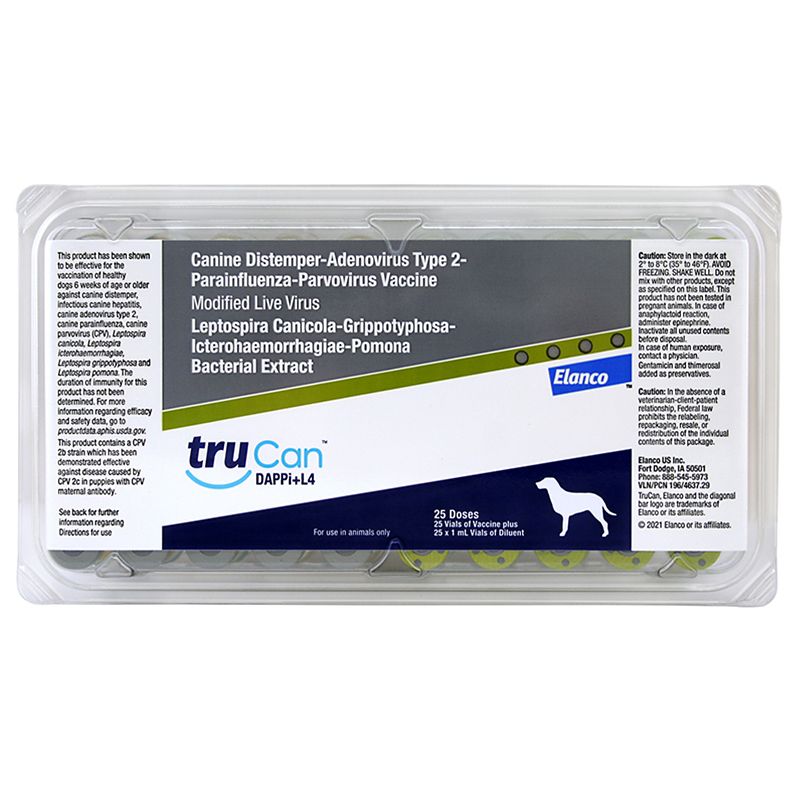 This product has been shown
to be effective for the
vaccination of healthy
dogs 6 weeks of age or older
against canine distemper,
infectious canine hepatitis,
canine adenovirus type 2,
canine parainfluenza, canine
parvovirus (CPV), Leptospira
canicola, Leptospira
icterohaemorrhagiae,
Leptospira grippotyphosa and
Leptospira pomona. The
duration of immunity for this
product has not been
determined. For more
information regarding efficacy
and safety data, go to
productdata.aphis.usda.gov.
This product contains a CPV
2b strain which has been
demonstrated effective
against disease caused by
CPV 2c in puppies with CPV
maternal antibody.
See back for further
information regarding
Directions for use
Canine Distemper-Adenovirus Type 2-
Parainfluenza-Parvovirus Vaccine
Modified Live Virus
Leptospira Canicola-Grippotyphosa-
Icterohaemorrhagiae-Pomona
Bacterial Extract
Elanco™
truCan™
DAPPi+L4
For use in animals only
25 Doses
25 Vials of Vaccine plus
25 x 1 mL Vials of Diluent
Caution: Store in the dark at
2° to 8°C (35° to 46°F). AVOID
FREEZING. SHAKE WELL. Do not
mix with other products, except
as specified on this label. This
product has not been tested in
pregnant animals. In case of
anaphylactoid reaction,
administer epinephrine.
Inactivate all unused contents
before disposal.
In case of human exposure,
contact a physician.
Gentamicin and thimerosal
added as preservatives.
Caution: In the absence of a
veterinarian-client-patient
relationship, Federal law
prohibits the relabeling,
repackaging, resale, or
redistribution of the individual
contents of this package.
Elanco US Inc.
Fort Dodge, IA 50501
Phone: 888-545-5973
VLN/PCN 196/4637.29
TruCan, Elanco and the diagonal
bar logo are trademarks of
Elanco or its affiliates.
© 2021 Elanco or its affiliates.